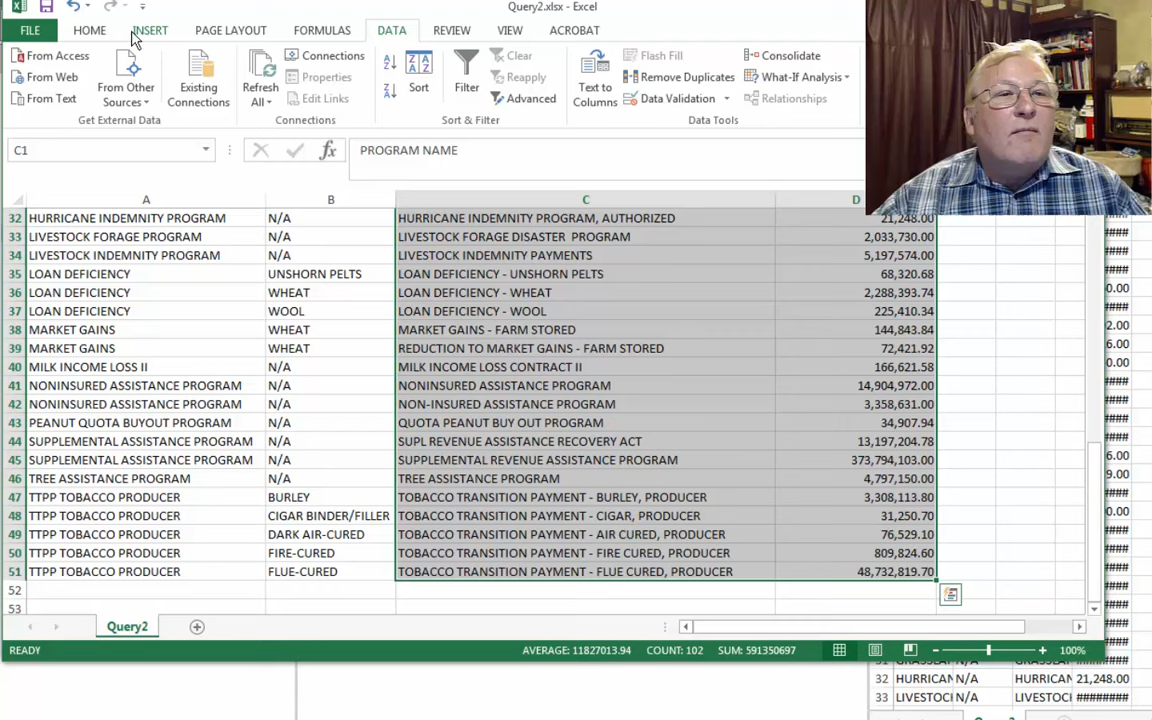 Query2.xlsx - Excel
FILE HOME INSERT PAGE LAYOUT FORMULAS DATA REVIEW VIEW ACROBAT
From Access
From Web
From Text
From Other Sources
Get External Data
Existing Connections
Refresh All
Connections
Properties
Edit Links
Connections
Sort
Filter
Clear
Reapply
Advanced
Sort & Filter
Text to Columns
Flash Fill
Remove Duplicates
Data Validation
Consolidate
What-If Analysis
Relationships
Data Tools
C1 fx PROGRAM NAME
A B C D
32 HURRICANE INDEMNITY PROGRAM N/A HURRICANE INDEMNITY PROGRAM, AUTHORIZED 21,248.00
33 LIVESTOCK FORAGE PROGRAM N/A LIVESTOCK FORAGE DISASTER PROGRAM 2,033,730.00
34 LIVESTOCK INDEMNITY PROGRAM N/A LIVESTOCK INDEMNITY PAYMENTS 5,197,574.00
35 LOAN DEFICIENCY UNSHORN PELTS LOAN DEFICIENCY - UNSHORN PELTS 68,320.68
36 LOAN DEFICIENCY WHEAT LOAN DEFICIENCY - WHEAT 2,288,393.74
37 LOAN DEFICIENCY WOOL LOAN DEFICIENCY - WOOL 225,410.34
38 MARKET GAINS WHEAT MARKET GAINS - FARM STORED 144,843.84
39 MARKET GAINS WHEAT REDUCTION TO MARKET GAINS - FARM STORED 72,421.92
40 MILK INCOME LOSS II N/A MILK INCOME LOSS CONTRACT II 166,621.58
41 NONINSURED ASSISTANCE PROGRAM N/A NONINSURED ASSISTANCE PROGRAM 14,904,972.00
42 NONINSURED ASSISTANCE PROGRAM N/A NON-INSURED ASSISTANCE PROGRAM 3,358,631.00
43 PEANUT QUOTA BUYOUT PROGRAM N/A QUOTA PEANUT BUY OUT PROGRAM 34,907.94
44 SUPPLEMENTAL ASSISTANCE PROGRAM N/A SUPL REVENUE ASSISTANCE RECOVERY ACT 13,197,204.78
45 SUPPLEMENTAL ASSISTANCE PROGRAM N/A SUPPLEMENTAL REVENUE ASSISTANCE PROGRAM 373,794,103.00
46 TREE ASSISTANCE PROGRAM N/A TREE ASSISTANCE PROGRAM 4,797,150.00
47 TTPP TOBACCO PRODUCER BURLEY TOBACCO TRANSITION PAYMENT - BURLEY, PRODUCER 3,308,113.80
48 TTPP TOBACCO PRODUCER CIGAR BINDER/FILLER TOBACCO TRANSITION PAYMENT - CIGAR, PRODUCER 31,250.70
49 TTPP TOBACCO PRODUCER DARK AIR-CURED TOBACCO TRANSITION PAYMENT - AIR CURED, PRODUCER 76,529.10
50 TTPP TOBACCO PRODUCER FIRE-CURED TOBACCO TRANSITION PAYMENT - FIRE CURED, PRODUCER 809,824.60
51 TTPP TOBACCO PRODUCER FLUE-CURED TOBACCO TRANSITION PAYMENT - FLUE CURED, PRODUCER 48,732,819.70
52
53
Query2
READY AVERAGE: 11827013.94 COUNT: 102 SUM: 591350697 100%
32 HURRICAN N/A HURRICAN 21,248.00
33 LIVESTOCK N/A LIVESTOCK ########